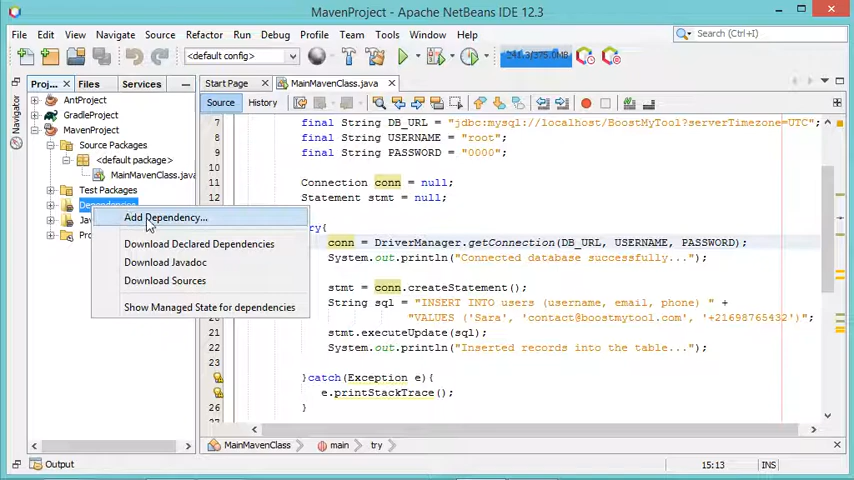 MavenProject - Apache NetBeans IDE 12.3
File Edit View Navigate Source Refactor Run Debug Profile Team Tools Window Help
Search (Ctrl+I)
<default config>
241.3/375.0MB
Proj... Files Services
Start Page MainMavenClass.java
Navigator
Source History
AntProject
GradleProject
MavenProject
Source Packages
<default package>
MainMavenClass.java
Test Packages
Dependencies
Add Dependency...
Download Declared Dependencies
Download Javadoc
Download Sources
Show Managed State for dependencies
7 final String DB_URL = "jdbc:mysql://localhost/BoostMyTool?serverTimezone=UTC";
8 final String USERNAME = "root";
9 final String PASSWORD = "0000";
10
11 Connection conn = null;
12 Statement stmt = null;
conn = DriverManager.getConnection(DB_URL, USERNAME, PASSWORD);
System.out.println("Connected database successfully...");
stmt = conn.createStatement();
String sql = "INSERT INTO users (username, email, phone) " +
"VALUES ('Sara', 'contact@boostmytool.com', '+21698765432')";
stmt.executeUpdate(sql);
22 System.out.println("Inserted records into the table...");
23
}catch(Exception e){
e.printStackTrace();
26 }
MainMavenClass main try
Output
15:13 INS